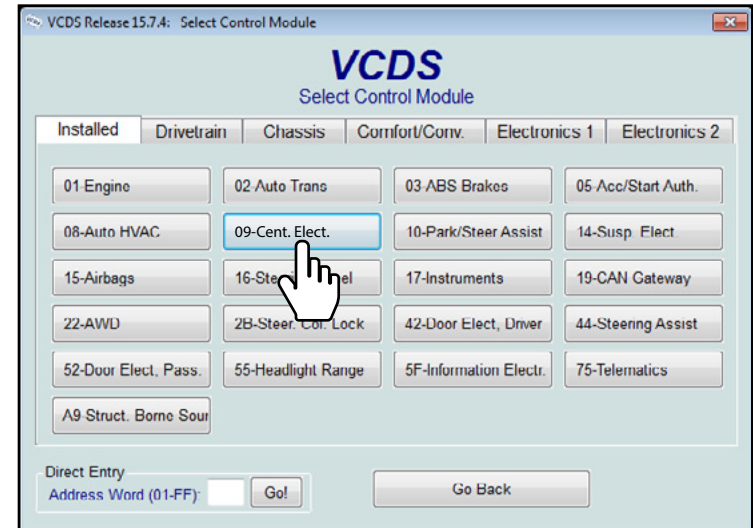 VCDS Release 15.7.4: Select Control Module
VCDS
Select Control Module
Installed Drivetrain Chassis Comfort/Conv. Electronics 1 Electronics 2
01-Engine 02-Auto Trans 03-ABS Brakes 05-Acc/Start Auth.
08-Auto HVAC 09-Cent. Elect. 10-Park/Steer Assist 14-Susp. Elect
15-Airbags 17-Instruments 19-CAN Gateway
22-AWD 2B-Steer. Col. Lock 42-Door Elect, Driver 44-Steering Assist
52-Door Elect, Pass. 55-Headlight Range 5F-Information Electr. 75-Telematics
A9-Struct. Borne Sour
Direct Entry
Address Word (01-FF): Go! Go Back